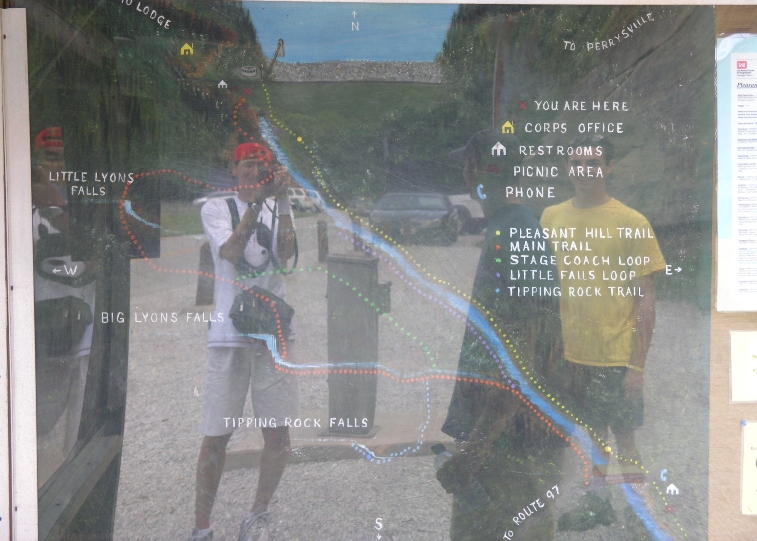 TO LODGE
N
TO PERRYSVILLE
YOU ARE HERE
CORPS OFFICE
RESTROOMS
PICNIC AREA
PHONE
LITTLE LYONS
FALLS
PLEASANT HILL TRAIL
MAIN TRAIL
STAGE COACH LOOP
LITTLE FALLS LOOP
TIPPING ROCK TRAIL
←W
E→
BIG LYONS FALLS
TIPPING ROCK FALLS
TO ROUTE 97
S